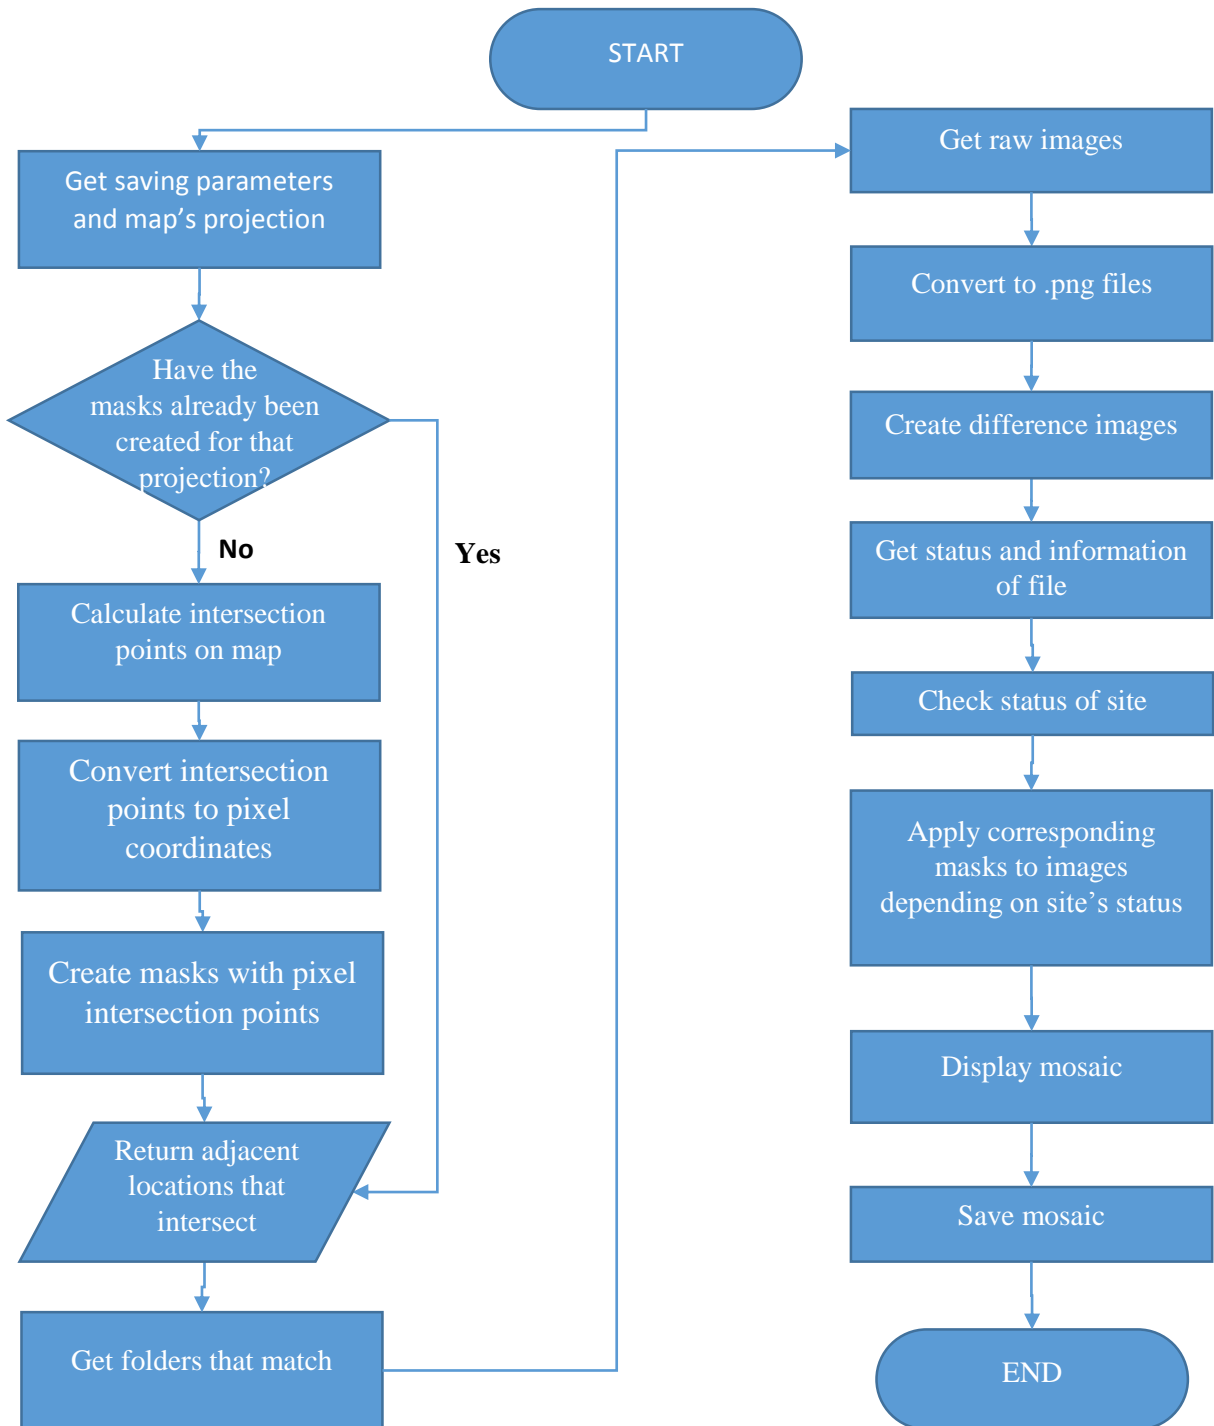 START
Get saving parameters
and map's projection
Have the
masks already been
created for that
projection?
No
Yes
Calculate intersection
points on map
Convert intersection
points to pixel
coordinates
Create masks with pixel
intersection points
Return adjacent
locations that
intersect
Get folders that match
Get raw images
Convert to .png files
Create difference images
Get status and information
of file
Check status of site
Apply corresponding
masks to images
depending on site's status
Display mosaic
Save mosaic
END